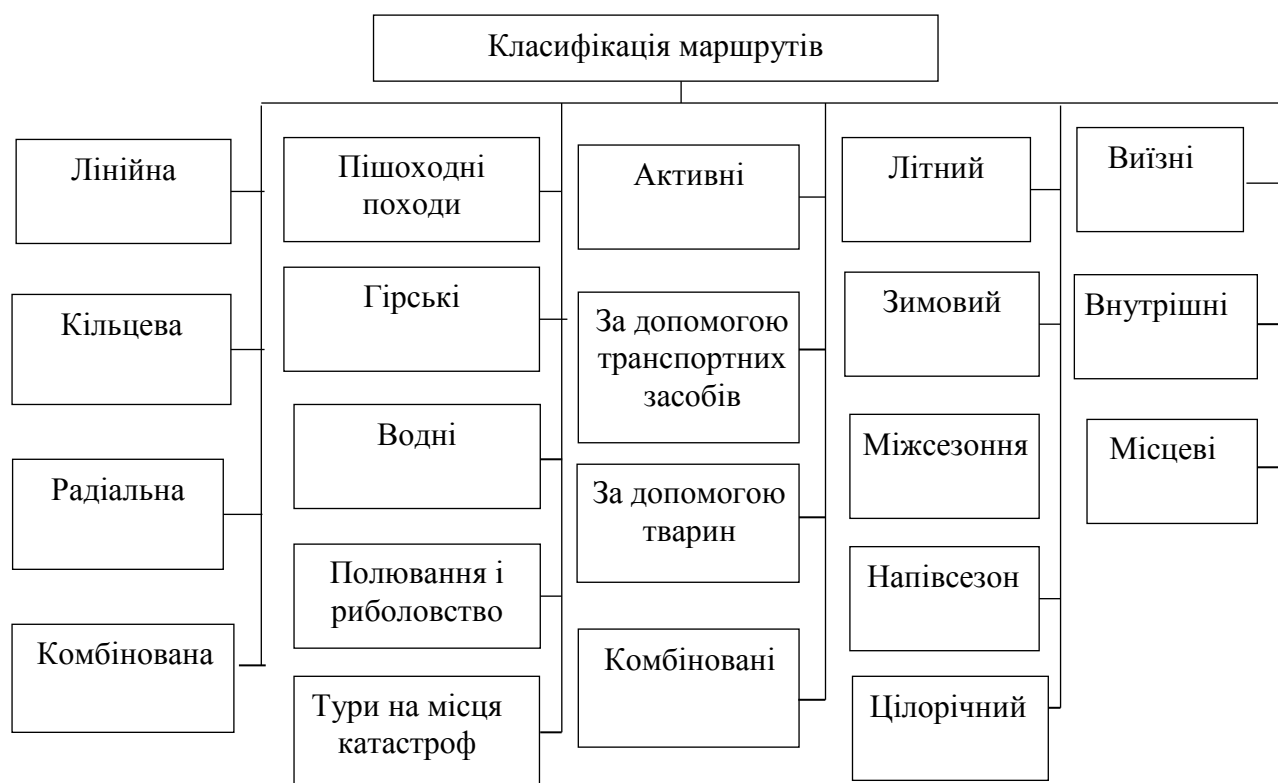 Класифікація маршрутів
Лінійна
Кільцева
Радіальна
Комбінована
Пішоходні
походи
Гірські
Водні
Полювання і
риболовство
Тури на місця
катастроф
Активні
За допомогою
транспортних
засобів
За допомогою
тварин
Комбіновані
Літний
Зимовий
Міжсезоння
Напівсезон
Цілорічний
Виїзні
Внутрішні
Місцеві